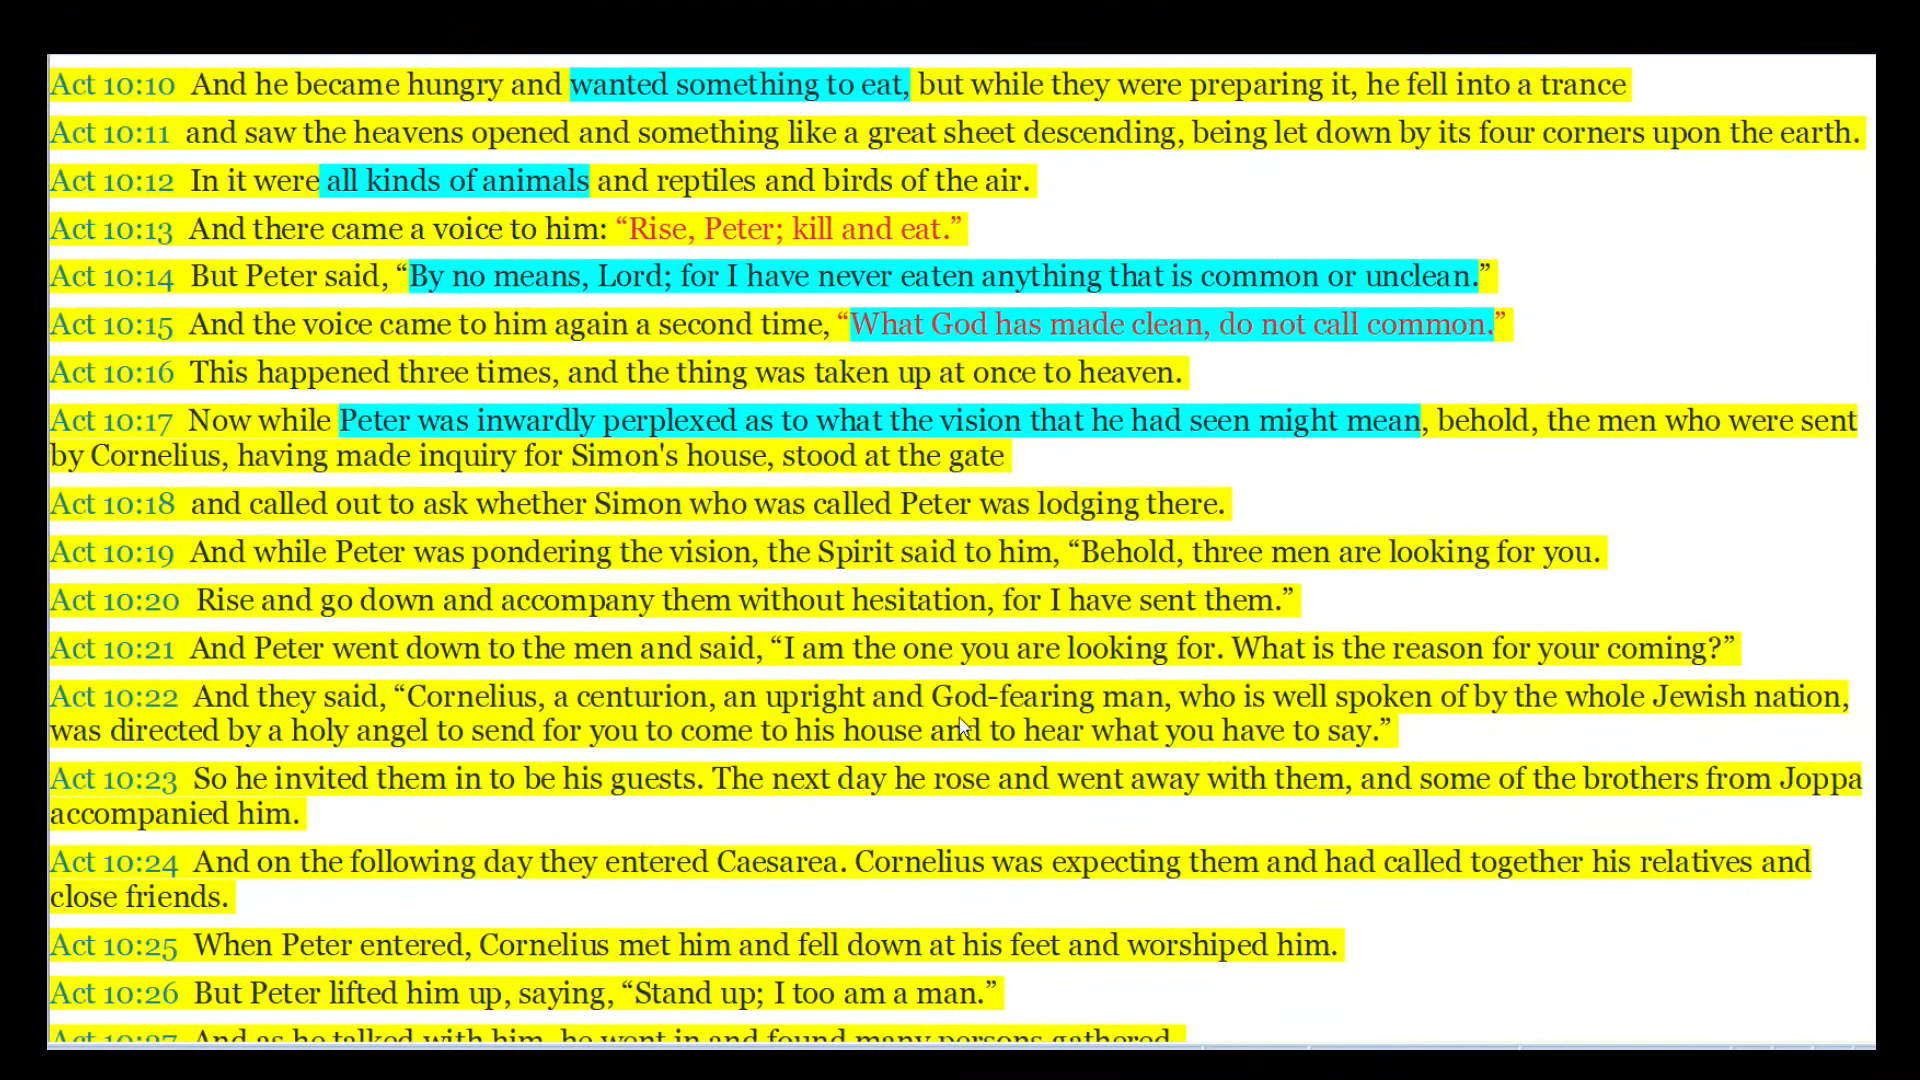 Act 10:10 And he became hungry and wanted something to eat, but while they were preparing it, he fell into a trance
Act 10:11 and saw the heavens opened and something like a great sheet descending, being let down by its four corners upon the earth.
Act 10:12 In it were all kinds of animals and reptiles and birds of the air.
Act 10:13 And there came a voice to him: “Rise, Peter; kill and eat.”
Act 10:14 But Peter said, “By no means, Lord; for I have never eaten anything that is common or unclean.”
Act 10:15 And the voice came to him again a second time, “What God has made clean, do not call common.”
Act 10:16 This happened three times, and the thing was taken up at once to heaven.
Act 10:17 Now while Peter was inwardly perplexed as to what the vision that he had seen might mean, behold, the men who were sent
by Cornelius, having made inquiry for Simon's house, stood at the gate
Act 10:18 and called out to ask whether Simon who was called Peter was lodging there.
Act 10:19 And while Peter was pondering the vision, the Spirit said to him, “Behold, three men are looking for you.
Act 10:20 Rise and go down and accompany them without hesitation, for I have sent them.”
Act 10:21 And Peter went down to the men and said, “I am the one you are looking for. What is the reason for your coming?”
Act 10:22 And they said, “Cornelius, a centurion, an upright and God-fearing man, who is well spoken of by the whole Jewish nation,
was directed by a holy angel to send for you to come to his house and to hear what you have to say.”
Act 10:23 So he invited them in to be his guests. The next day he rose and went away with them, and some of the brothers from Joppa
accompanied him.
Act 10:24 And on the following day they entered Caesarea. Cornelius was expecting them and had called together his relatives and
close friends.
Act 10:25 When Peter entered, Cornelius met him and fell down at his feet and worshiped him.
Act 10:26 But Peter lifted him up, saying, “Stand up; I too am a man.”
Act 10:27 And as he talked with him, he went in and found many persons gathered.